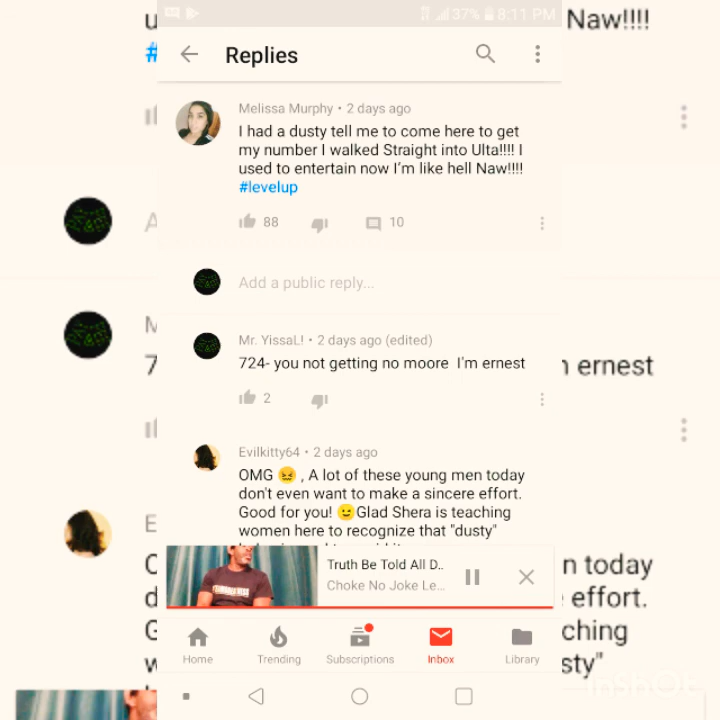 37% 8:11 PM
Naw!!!!
Replies
Melissa Murphy • 2 days ago
I had a dusty tell me to come here to get
my number I walked Straight into Ulta!!!! I
used to entertain now I'm like hell Naw!!!!
#levelup
88
10
Add a public reply...
Mr. YissaL! • 2 days ago (edited)
724- you not getting no moore I'm ernest
ernest
2
Evilkitty64 • 2 days ago
OMG 😖 , A lot of these young men today
don't even want to make a sincere effort.
Good for you! 😉Glad Shera is teaching
women here to recognize that "dusty"
n today
effort.
ching
sty"
Truth Be Told All D..
Choke No Joke Le...
Home
Trending
Subscriptions
Inbox
Library
InShOt